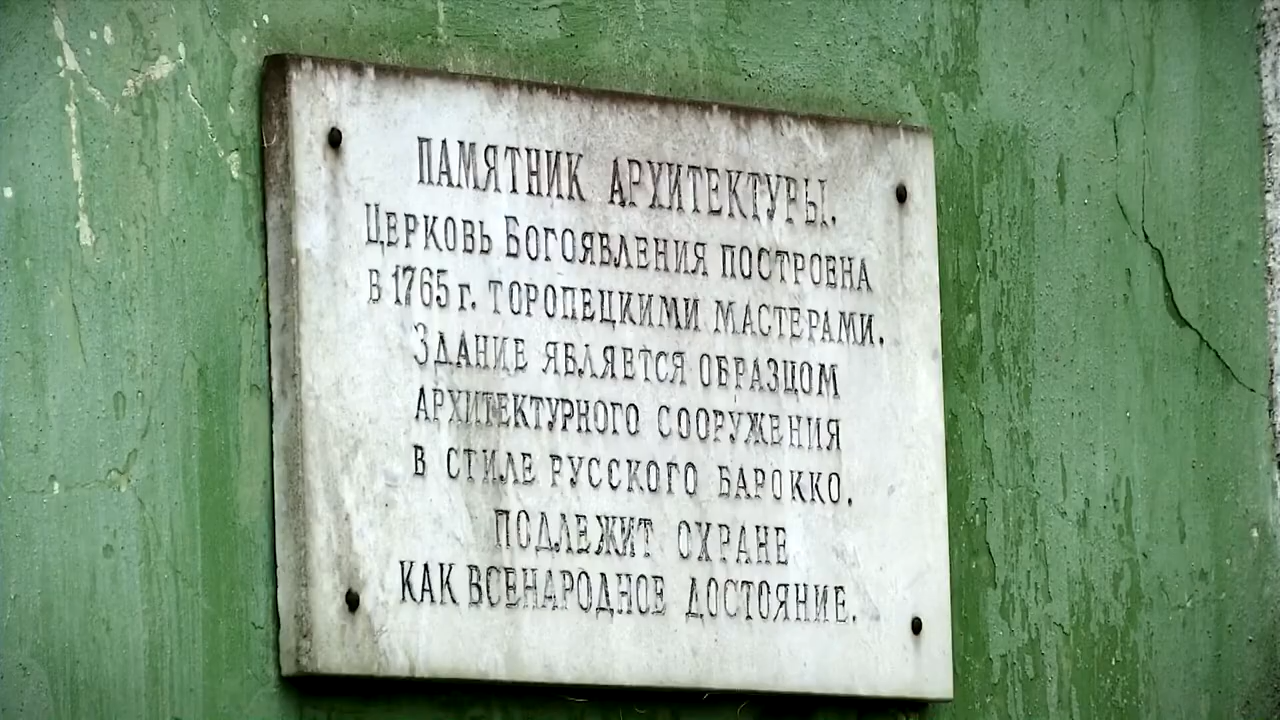 ПАМЯТНИК АРХИТЕКТУРЫ.
ЦЕРКОВЬ БОГОЯВЛЕНИЯ ПОСТРОЕНА
В 1765 Г. ТОРОПЕЦКИМИ МАСТЕРАМИ.
ЗДАНИЕ ЯВЛЯЕТСЯ ОБРАЗЦОМ
АРХИТЕКТУРНОГО СООРУЖЕНИЯ
В СТИЛЕ РУССКОГО БАРОККО.
ПОДЛЕЖИТ ОХРАНЕ
КАК ВСЕНАРОДНОЕ ДОСТОЯНИЕ.